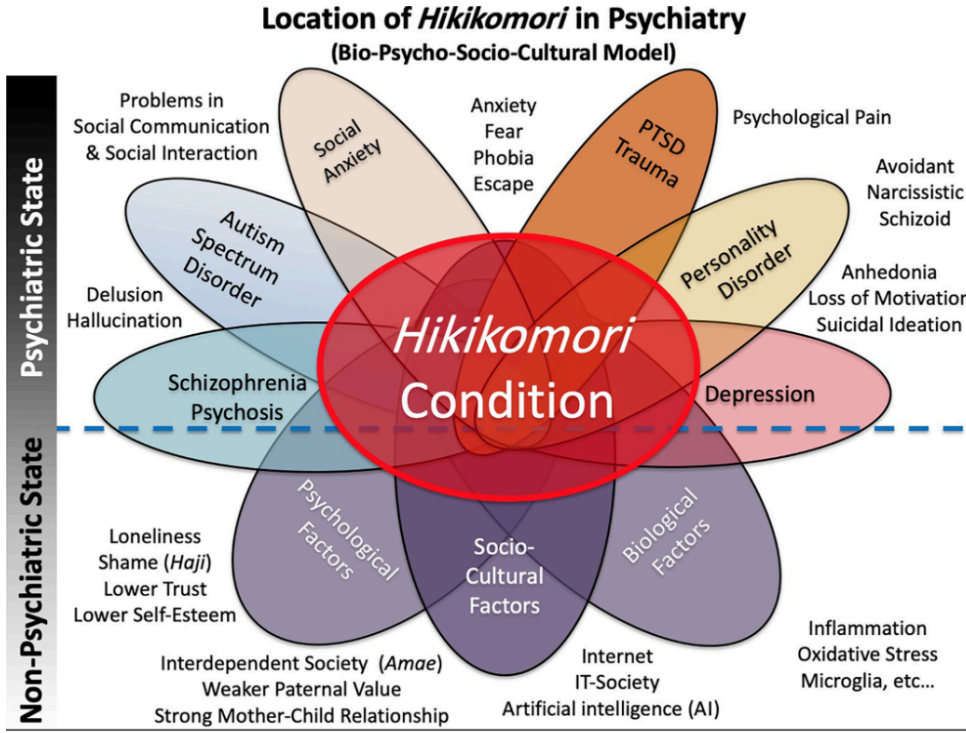 Location of Hikikomori in Psychiatry
(Bio-Psycho-Socio-Cultural Model)
Psychiatric State
Non-Psychiatric State
Problems in
Social Communication
& Social Interaction
Social
Anxiety
Anxiety
Fear
Phobia
Escape
PTSD
Trauma
Psychological Pain
Autism
Spectrum
Disorder
Personality
Disorder
Avoidant
Narcissistic
Schizoid
Delusion
Hallucination
Anhedonia
Loss of Motivation
Suicidal Ideation
Schizophrenia
Psychosis
Hikikomori
Condition
Depression
Psychological
Factors
Socio-
Cultural
Factors
Biological
Factors
Loneliness
Shame (Haji)
Lower Trust
Lower Self-Esteem
Interdependent Society (Amae)
Weaker Paternal Value
Strong Mother-Child Relationship
Internet
IT-Society
Artificial intelligence (AI)
Inflammation
Oxidative Stress
Microglia, etc...